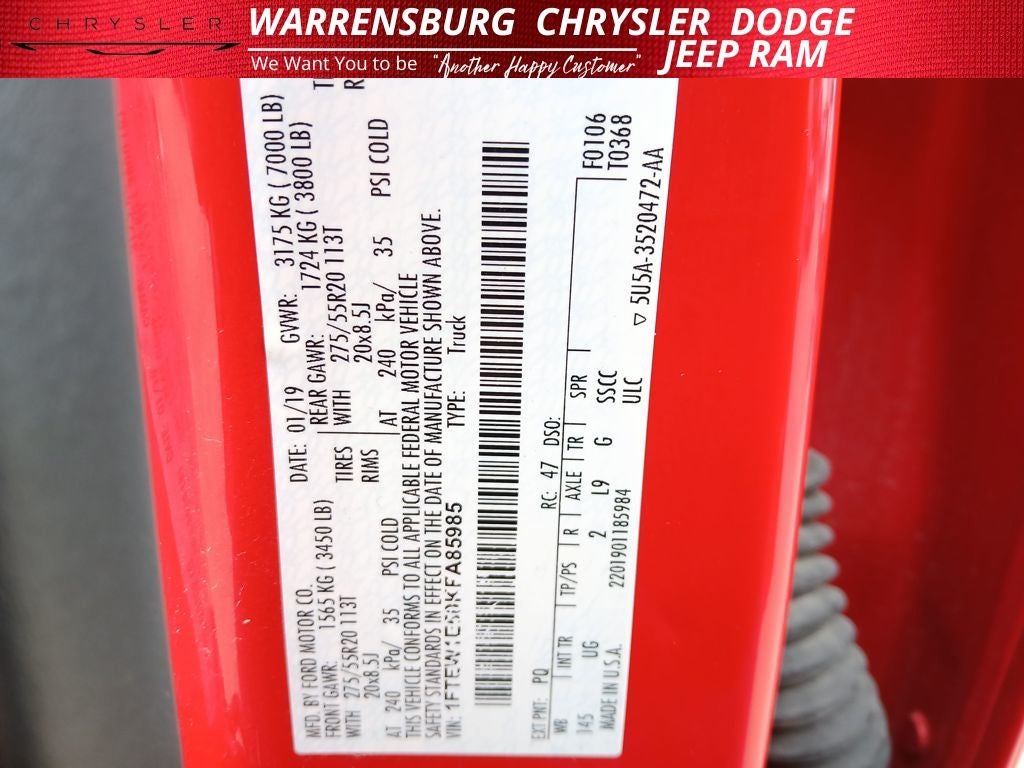 CHRYSLER
WARRENSBURG CHRYSLER DODGE
JEEP RAM
We Want You to be "Another Happy Customer"
MFD. BY FORD MOTOR CO. DATE: 01/19 GVWR: 3175 KG ( 7000 LB)
FRONT GAWR: 1565 KG ( 3450 LB) REAR GAWR: 1724 KG ( 3800 LB)
WITH 275/55R20 113T TIRES WITH 275/55R20 113T
20x8.5J RIMS 20x8.5J
AT 240 kPa/ 35 PSI COLD AT 240 kPa/ 35 PSI COLD
THIS VEHICLE CONFORMS TO ALL APPLICABLE FEDERAL MOTOR VEHICLE
SAFETY STANDARDS IN EFFECT ON THE DATE OF MANUFACTURE SHOWN ABOVE.
VIN: TYPE: Truck
EXT PNT: PQ RC: 47 DSO: F0106
WB INT TR TP/PS R AXLE TR SPR T0368
145 UG 2 L9 G SSCC
MADE IN U.S.A. 2201901185984 ULC
▽ 5U5A-3520472-AA